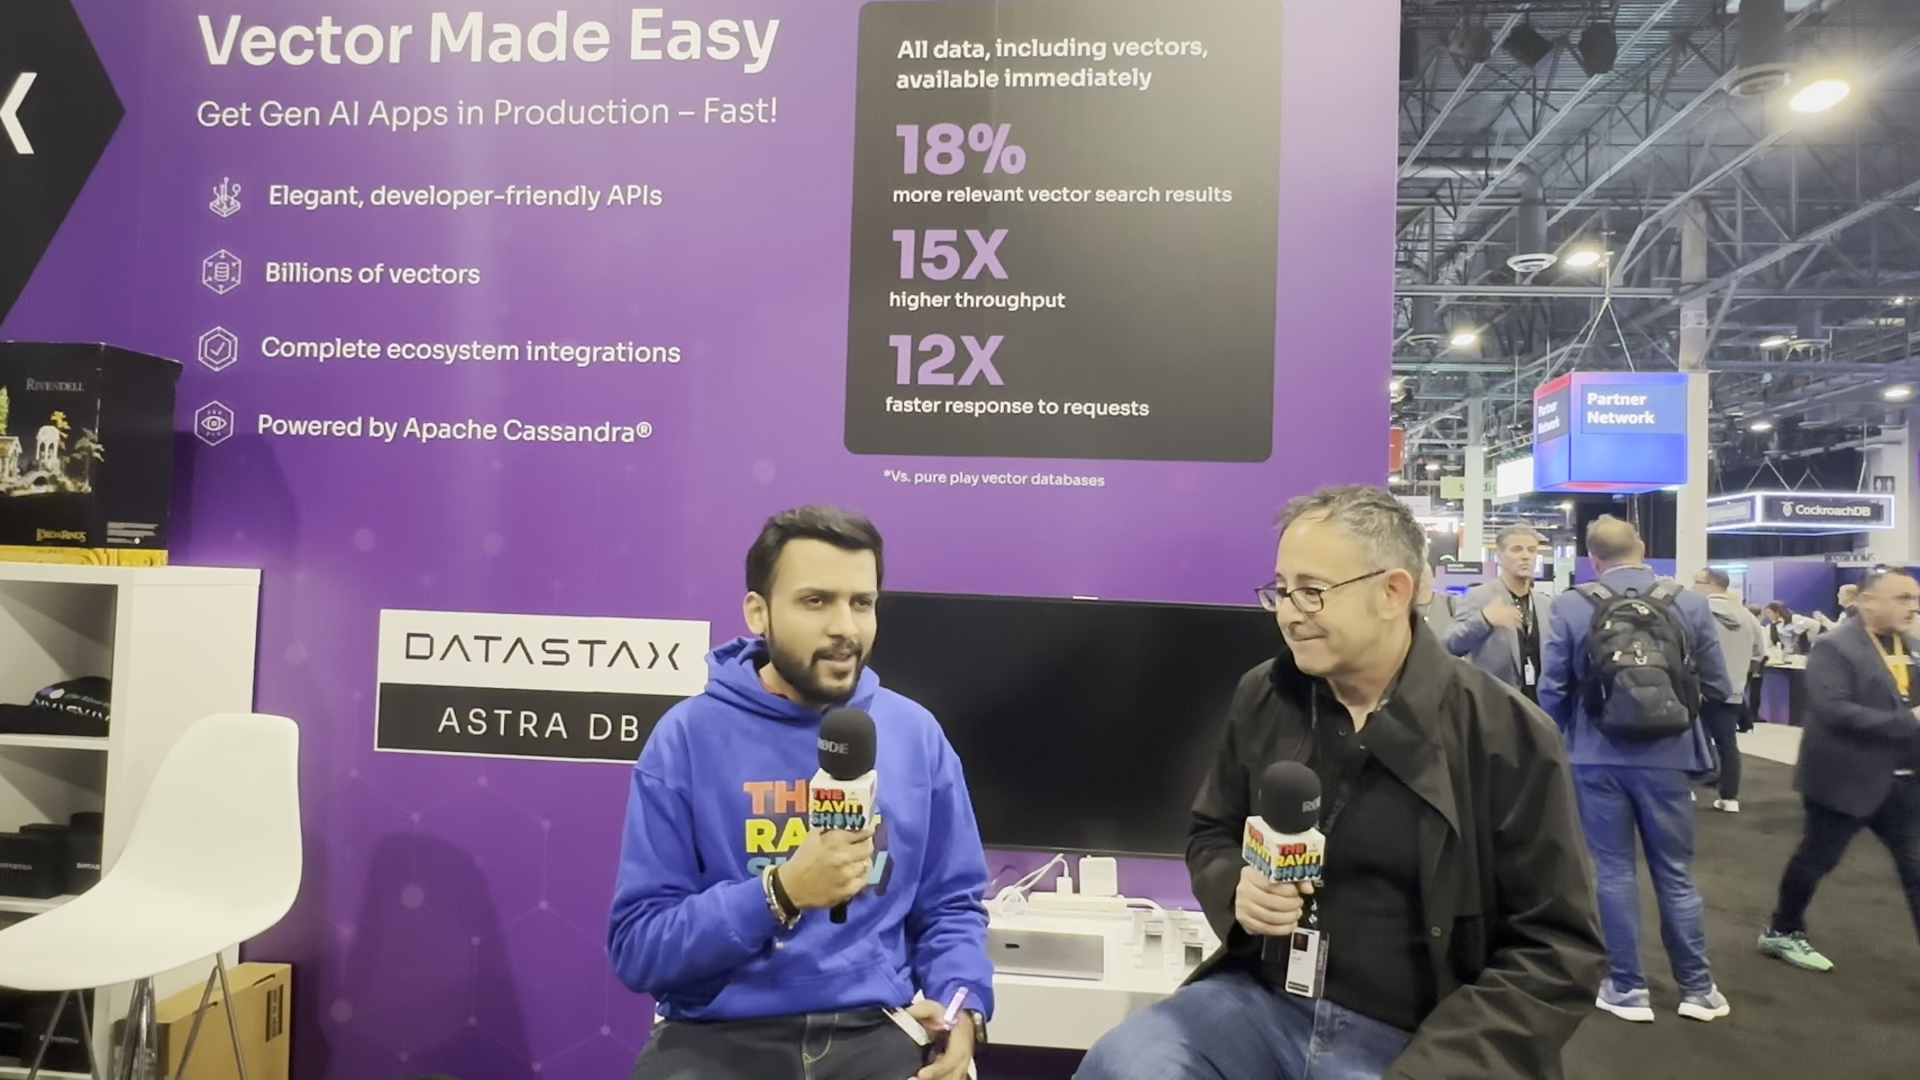 Vector Made Easy
Get Gen AI Apps in Production – Fast!
Elegant, developer-friendly APIs
Billions of vectors
Complete ecosystem integrations
Powered by Apache Cassandra®
All data, including vectors,
available immediately
18%
more relevant vector search results
15X
higher throughput
12X
faster response to requests
*Vs. pure play vector databases
RIVENDELL
DATASTAX
ASTRA DB
RØDE
THE
RAVIT
SHOW
THE
RAVIT
SHOW
Partner
Network
Partner
Network
CockroachDB